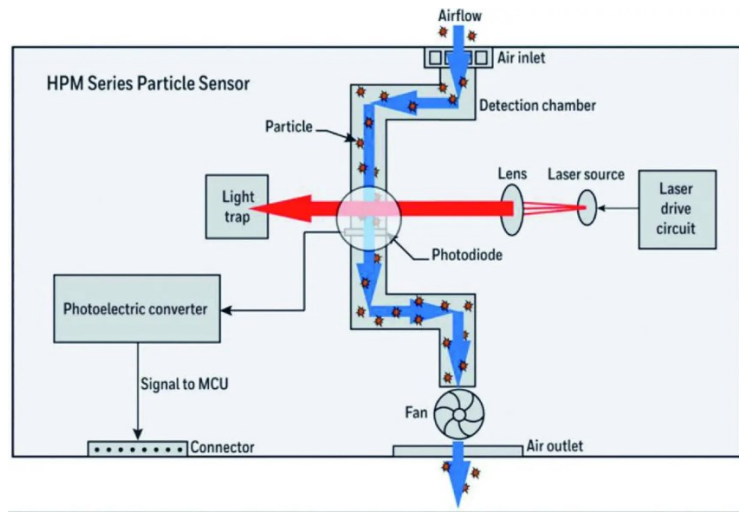 Airflow
Air inlet
HPM Series Particle Sensor
Detection chamber
Particle
Lens
Laser source
Light
trap
Laser
drive
circuit
Photodiode
Photoelectric converter
Signal to MCU
Fan
Connector
Air outlet